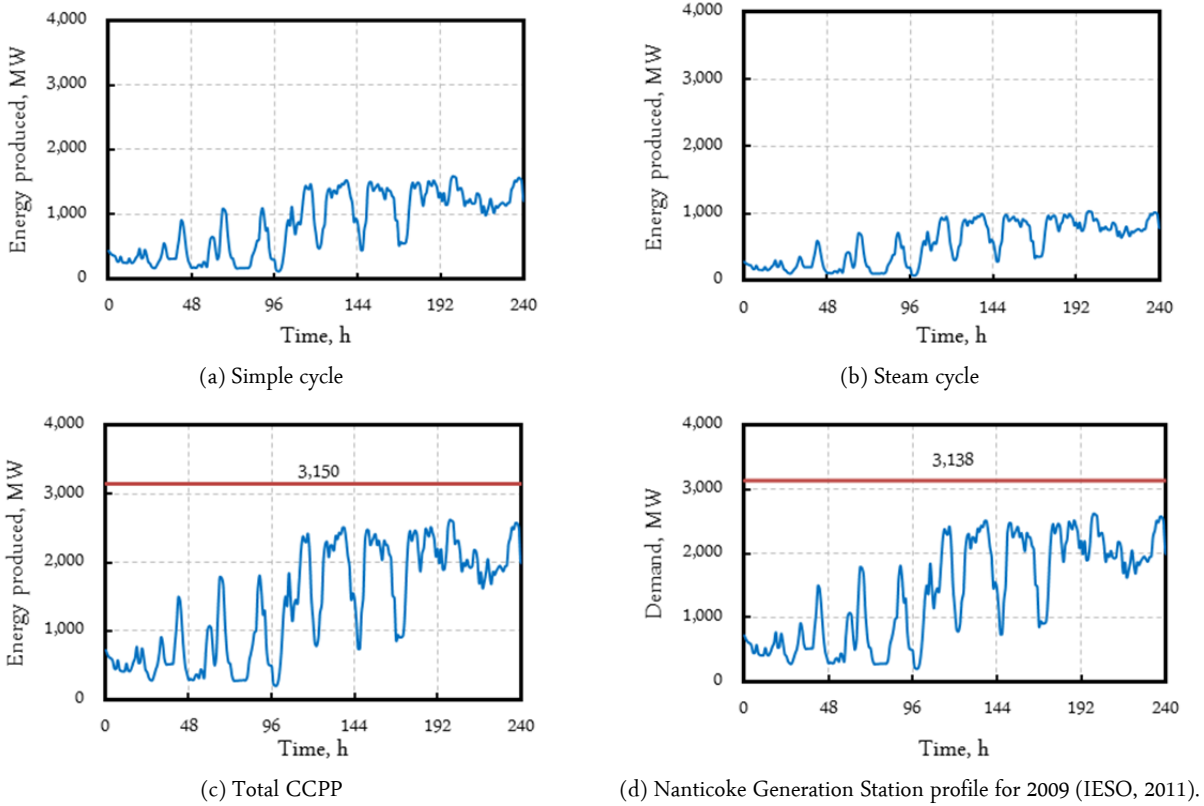 4,000
3,000
2,000
1,000
0
Energy produced, MW
0 48 96 144 192 240
Time, h
(a) Simple cycle
4,000
3,000
2,000
1,000
0
Energy produced, MW
0 48 96 144 192 240
Time, h
(b) Steam cycle
4,000
3,000
2,000
1,000
0
Energy produced, MW
3,150
0 48 96 144 192 240
Time, h
(c) Total CCPP
4,000
3,000
2,000
1,000
0
Demand, MW
3,138
0 48 96 144 192 240
Time, h
(d) Nanticoke Generation Station profile for 2009 (IESO, 2011).